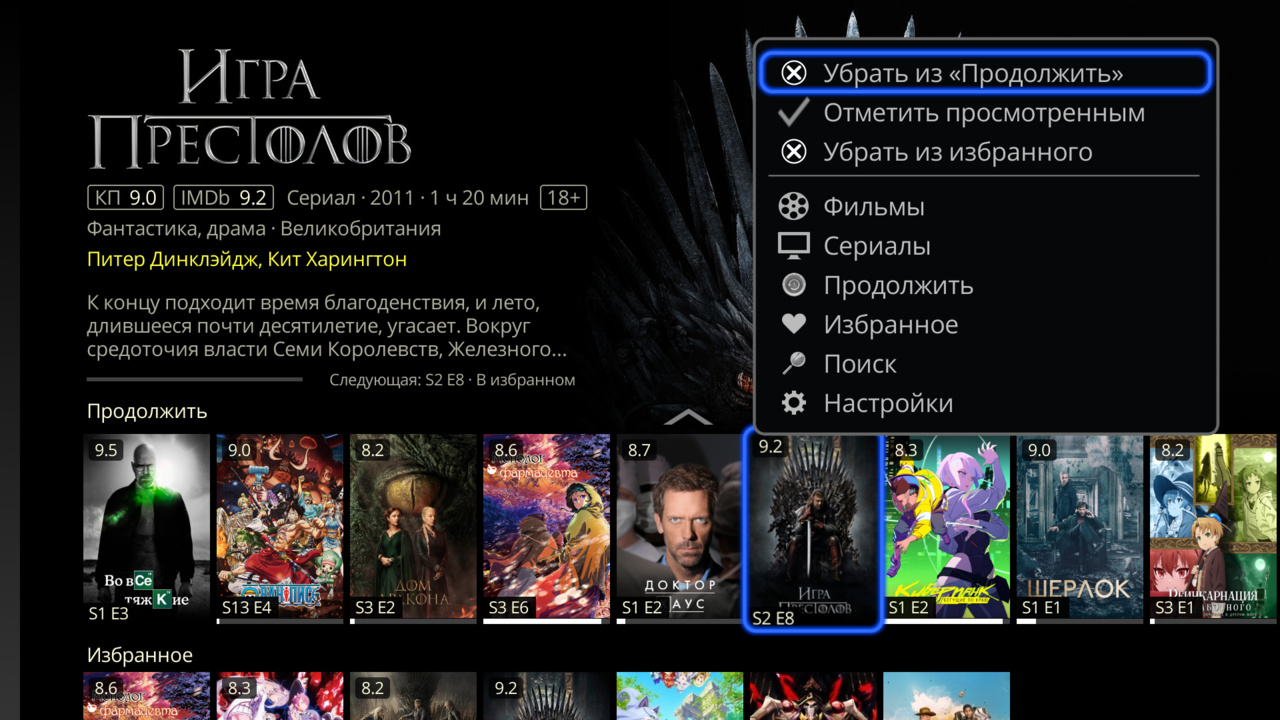 Игра
Престолов
КП 9.0 IMDb 9.2 Сериал · 2011 · 1 ч 20 мин 18+
Фантастика, драма · Великобритания
Питер Динклэйдж, Кит Харингтон
К концу подходит время благоденствия, и лето,
длившееся почти десятилетие, угасает. Вокруг
средоточия власти Семи Королевств, Железного...
Следующая: S2 E8 · В избранном
Убрать из «Продолжить»
Отметить просмотренным
Убрать из избранного
Фильмы
Сериалы
Продолжить
Избранное
Поиск
Настройки
Продолжить
9.5
Во все
тяжкие
S1 E3
9.0
S13 E4
8.2
ДОМ
S3 E2
8.6
фармацевта
S3 E6
8.7
ДОКТОР
S1 E2
9.2
Игра
Престолов
S2 E8
8.3
Киберпанк
S1 E2
9.0
ШЕРЛОК
S1 E1
8.2
S3 E1
Избранное
8.6
фармацевта
8.3
8.2
9.2